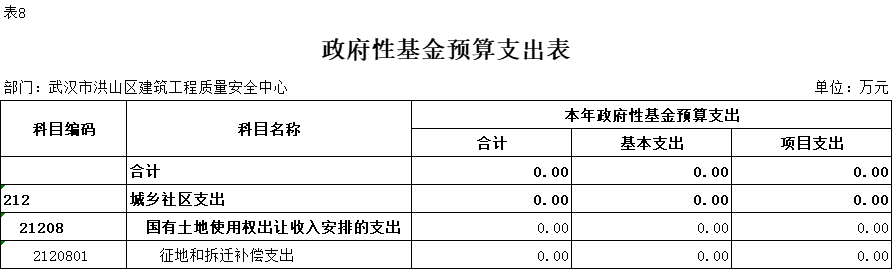 表8
政府性基金预算支出表
部门：武汉市洪山区建筑工程质量安全中心 单位：万元
科目编码 科目名称 本年政府性基金预算支出
合计 基本支出 项目支出
合计 0.00 0.00 0.00
212 城乡社区支出 0.00 0.00 0.00
21208 国有土地使用权出让收入安排的支出 0.00 0.00 0.00
2120801 征地和拆迁补偿支出 0.00 0.00 0.00